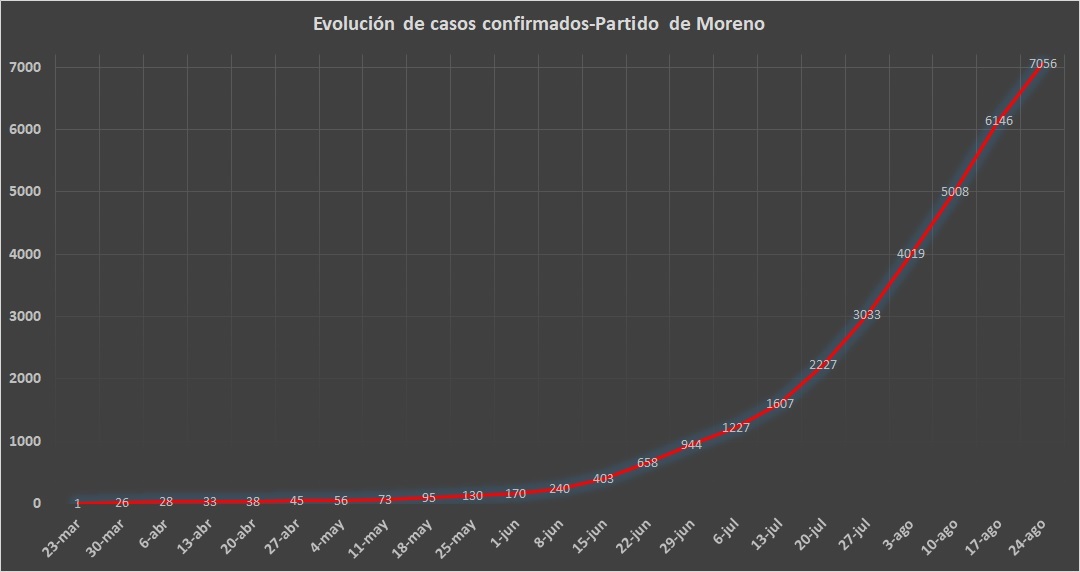 Evolución de casos confirmados-Partido de Moreno
7000
6000
5000
4000
3000
2000
1000
0
1
26
28
33
38
45
56
73
95
130
170
240
403
658
944
1227
1607
2227
3033
4019
5008
6146
7056
23-mar
30-mar
6-abr
13-abr
20-abr
27-abr
4-may
11-may
18-may
25-may
1-jun
8-jun
15-jun
22-jun
29-jun
6-jul
13-jul
20-jul
27-jul
3-ago
10-ago
17-ago
24-ago